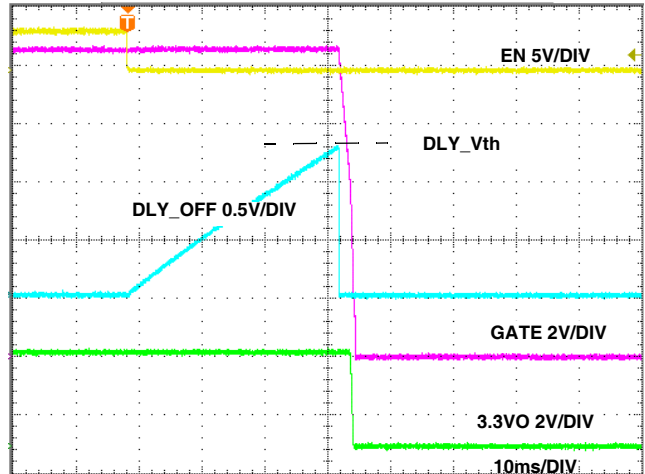 T
EN 5V/DIV
DLY_Vth
DLY_OFF 0.5V/DIV
GATE 2V/DIV
3.3VO 2V/DIV
10ms/DIV